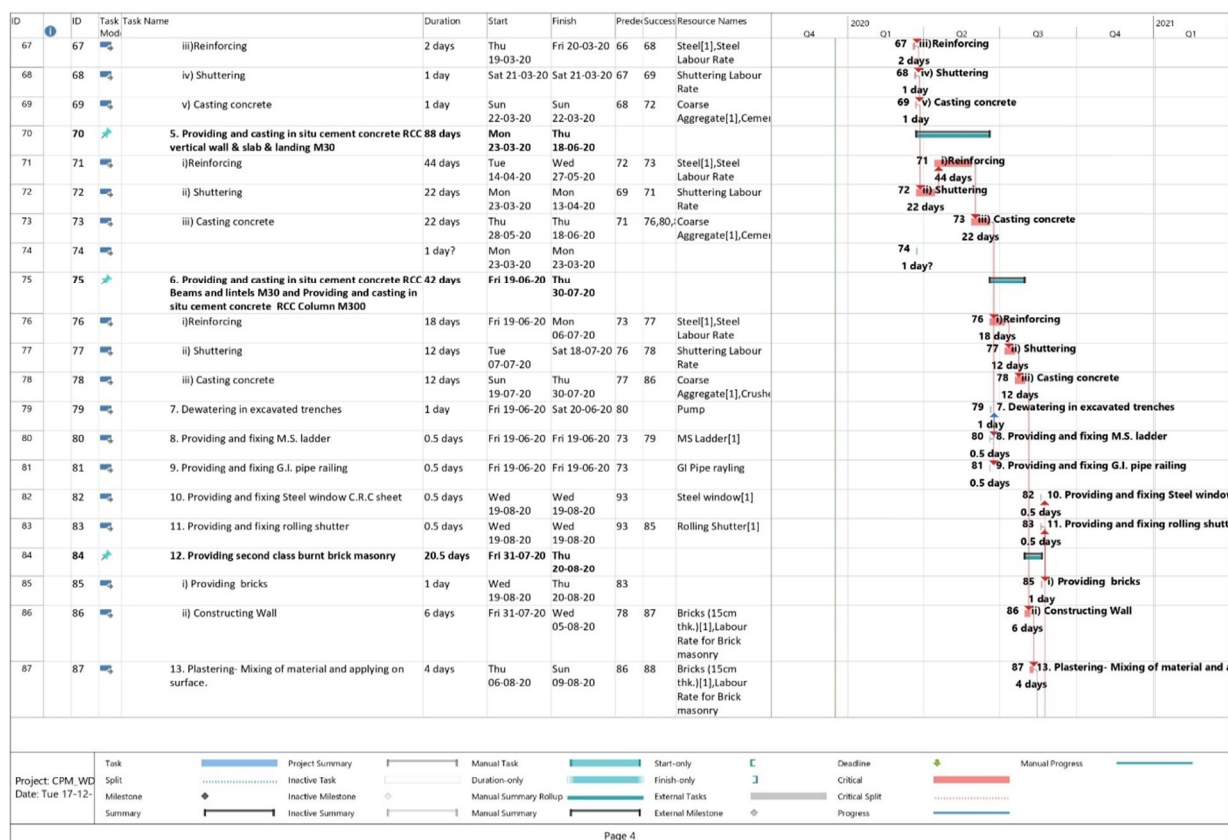 ID ID Task Mode Task Name Duration Start Finish Prede Success Resource Names
2020 2021
Q4 Q1 Q2 Q3 Q4 Q1
67 67 iii)Reinforcing 2 days Thu 19-03-20 Fri 20-03-20 66 68 Steel[1],Steel Labour Rate
67 iii)Reinforcing
2 days
68 68 iv) Shuttering 1 day Sat 21-03-20 Sat 21-03-20 67 69 Shuttering Labour Rate
68 iv) Shuttering
1 day
69 69 v) Casting concrete 1 day Sun 22-03-20 Sun 22-03-20 68 72 Coarse Aggregate[1],Cemer
69 v) Casting concrete
1 day
70 70 5. Providing and casting in situ cement concrete RCC vertical wall & slab & landing M30 88 days Mon 23-03-20 Thu 18-06-20
71 71 i)Reinforcing 44 days Tue 14-04-20 Wed 27-05-20 72 73 Steel[1],Steel Labour Rate
71 i)Reinforcing
44 days
72 72 ii) Shuttering 22 days Mon 23-03-20 Mon 13-04-20 69 71 Shuttering Labour Rate
72 ii) Shuttering
22 days
73 73 iii) Casting concrete 22 days Thu 28-05-20 Thu 18-06-20 71 76,80, Coarse Aggregate[1],Cemer
73 iii) Casting concrete
22 days
74 74 1 day? Mon 23-03-20 Mon 23-03-20
74
1 day?
75 75 6. Providing and casting in situ cement concrete RCC Beams and lintels M30 and Providing and casting in situ cement concrete RCC Column M300 42 days Fri 19-06-20 Thu 30-07-20
76 76 i)Reinforcing 18 days Fri 19-06-20 Mon 06-07-20 73 77 Steel[1],Steel Labour Rate
76 i)Reinforcing
18 days
77 77 ii) Shuttering 12 days Tue 07-07-20 Sat 18-07-20 76 78 Shuttering Labour Rate
77 ii) Shuttering
12 days
78 78 iii) Casting concrete 12 days Sun 19-07-20 Thu 30-07-20 77 86 Coarse Aggregate[1],Crushe
78 iii) Casting concrete
12 days
79 79 7. Dewatering in excavated trenches 1 day Fri 19-06-20 Sat 20-06-20 80 Pump
79 7. Dewatering in excavated trenches
1 day
80 80 8. Providing and fixing M.S. ladder 0.5 days Fri 19-06-20 Fri 19-06-20 73 79 MS Ladder[1]
80 8. Providing and fixing M.S. ladder
0.5 days
81 81 9. Providing and fixing G.I. pipe railing 0.5 days Fri 19-06-20 Fri 19-06-20 73 GI Pipe rayling
81 9. Providing and fixing G.I. pipe railing
0.5 days
82 82 10. Providing and fixing Steel window C.R.C sheet 0.5 days Wed 19-08-20 Wed 19-08-20 93 Steel window[1]
82 10. Providing and fixing Steel windo
0.5 days
83 83 11. Providing and fixing rolling shutter 0.5 days Wed 19-08-20 Wed 19-08-20 93 85 Rolling Shutter[1]
83 11. Providing and fixing rolling shutt
0.5 days
84 84 12. Providing second class burnt brick masonry 20.5 days Fri 31-07-20 Thu 20-08-20
85 85 i) Providing bricks 1 day Wed 19-08-20 Thu 20-08-20 83
85 i) Providing bricks
1 day
86 86 ii) Constructing Wall 6 days Fri 31-07-20 Wed 05-08-20 78 87 Bricks (15cm thk.)[1],Labour Rate for Brick masonry
86 ii) Constructing Wall
6 days
87 87 13. Plastering- Mixing of material and applying on surface. 4 days Thu 06-08-20 Sun 09-08-20 86 88 Bricks (15cm thk.)[1],Labour Rate for Brick masonry
87 13. Plastering- Mixing of material and a
4 days
Project: CPM_WD
Date: Tue 17-12-
Task Project Summary Manual Task Start-only Deadline Manual Progress
Split Inactive Task Duration-only Finish-only Critical
Milestone Inactive Milestone Manual Summary Rollup External Tasks Critical Split
Summary Inactive Summary Manual Summary External Milestone Progress
Page 4